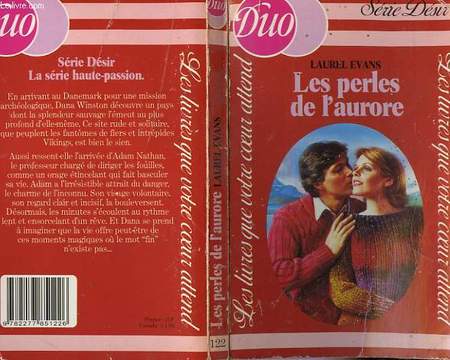 Duo
Série Désir
La série haute-passion.
En arrivant au Danemark pour une mission
archéologique, Dana Winston découvre un pays
dont la splendeur sauvage l'émeut au plus
profond d'elle-même. Ce site rude et solitaire,
que peuplent les fantômes de fiers et intrépides
Vikings, est bien le sien.
Aussi ressent-elle l'arrivée d'Adam Nathan,
le professeur chargé de diriger les fouilles,
comme un orage étincelant qui fait basculer
sa vie. Adam a l'irrésistible attrait du danger,
le charme de l'inconnu. Son visage volontaire,
son regard clair et incisif, la bouleversent.
Désormais, les minutes s'écoulent au rythme
lent et ensorcelant d'un rêve. Et Dana se prend
à imaginer que la vie offre peut-être de
ces moments magiques où le mot “fin”
n'existe pas...
9782277851226
Les livres que votre cœur attend
LAUREL EVANS
Les perles de l'aurore
122
Duo
Série Désir
LAUREL EVANS
Les perles
de l'aurore
Les livres que votre cœur attend
Les livres que votre cœur attend